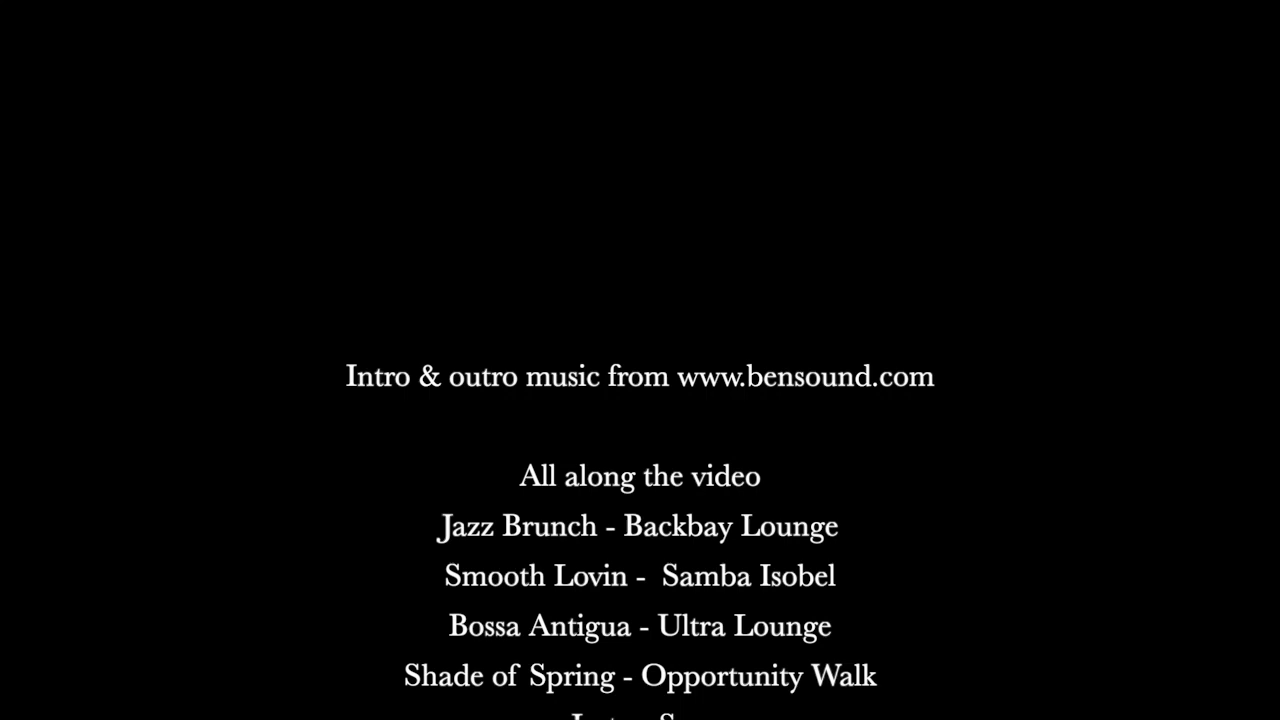 Intro & outro music from www.bensound.com
All along the video
Jazz Brunch - Backbay Lounge
Smooth Lovin -  Samba Isobel
Bossa Antigua - Ultra Lounge
Shade of Spring - Opportunity Walk